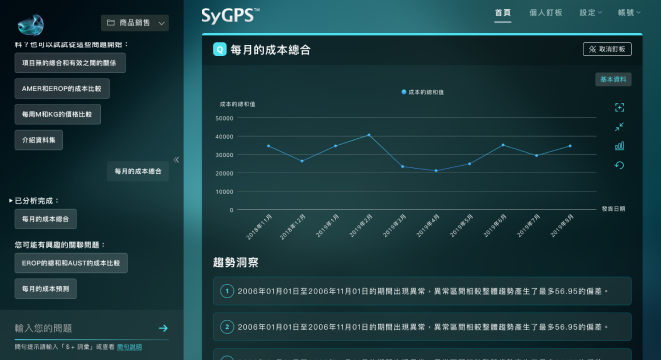 商品銷售
SyGPS™
首頁
個人釘板
設定
帳號
料？也可以試試從這些問題開始：
項目無的總合和有效之間的關係
AMER和EROP的成本比較
每周M和KG的價格比較
介紹資料集
每月的成本總合
已分析完成：
每月的成本總合
您可能有興趣的關聯問題：
EROP的總和和AUST的成本比較
每月的成本預測
輸入您的問題
問句提示請輸入「$ + 詞彙」或查看 問句說明
Q 每月的成本總合
取消釘板
基本資料
成本的總和值
成本的總和值
50000
40000
30000
20000
10000
0
2018年11月
2018年12月
2019年1月
2019年2月
2019年3月
2019年4月
2019年5月
2019年6月
2019年7月
2019年8月
發票日期
趨勢洞察
1 2006年01月01日至2006年11月01日的期間出現異常，異常區間相較整體趨勢產生了最多56.95的偏差。
2 2006年01月01日至2006年11月01日的期間出現異常，異常區間相較整體趨勢產生了最多56.95的偏差。